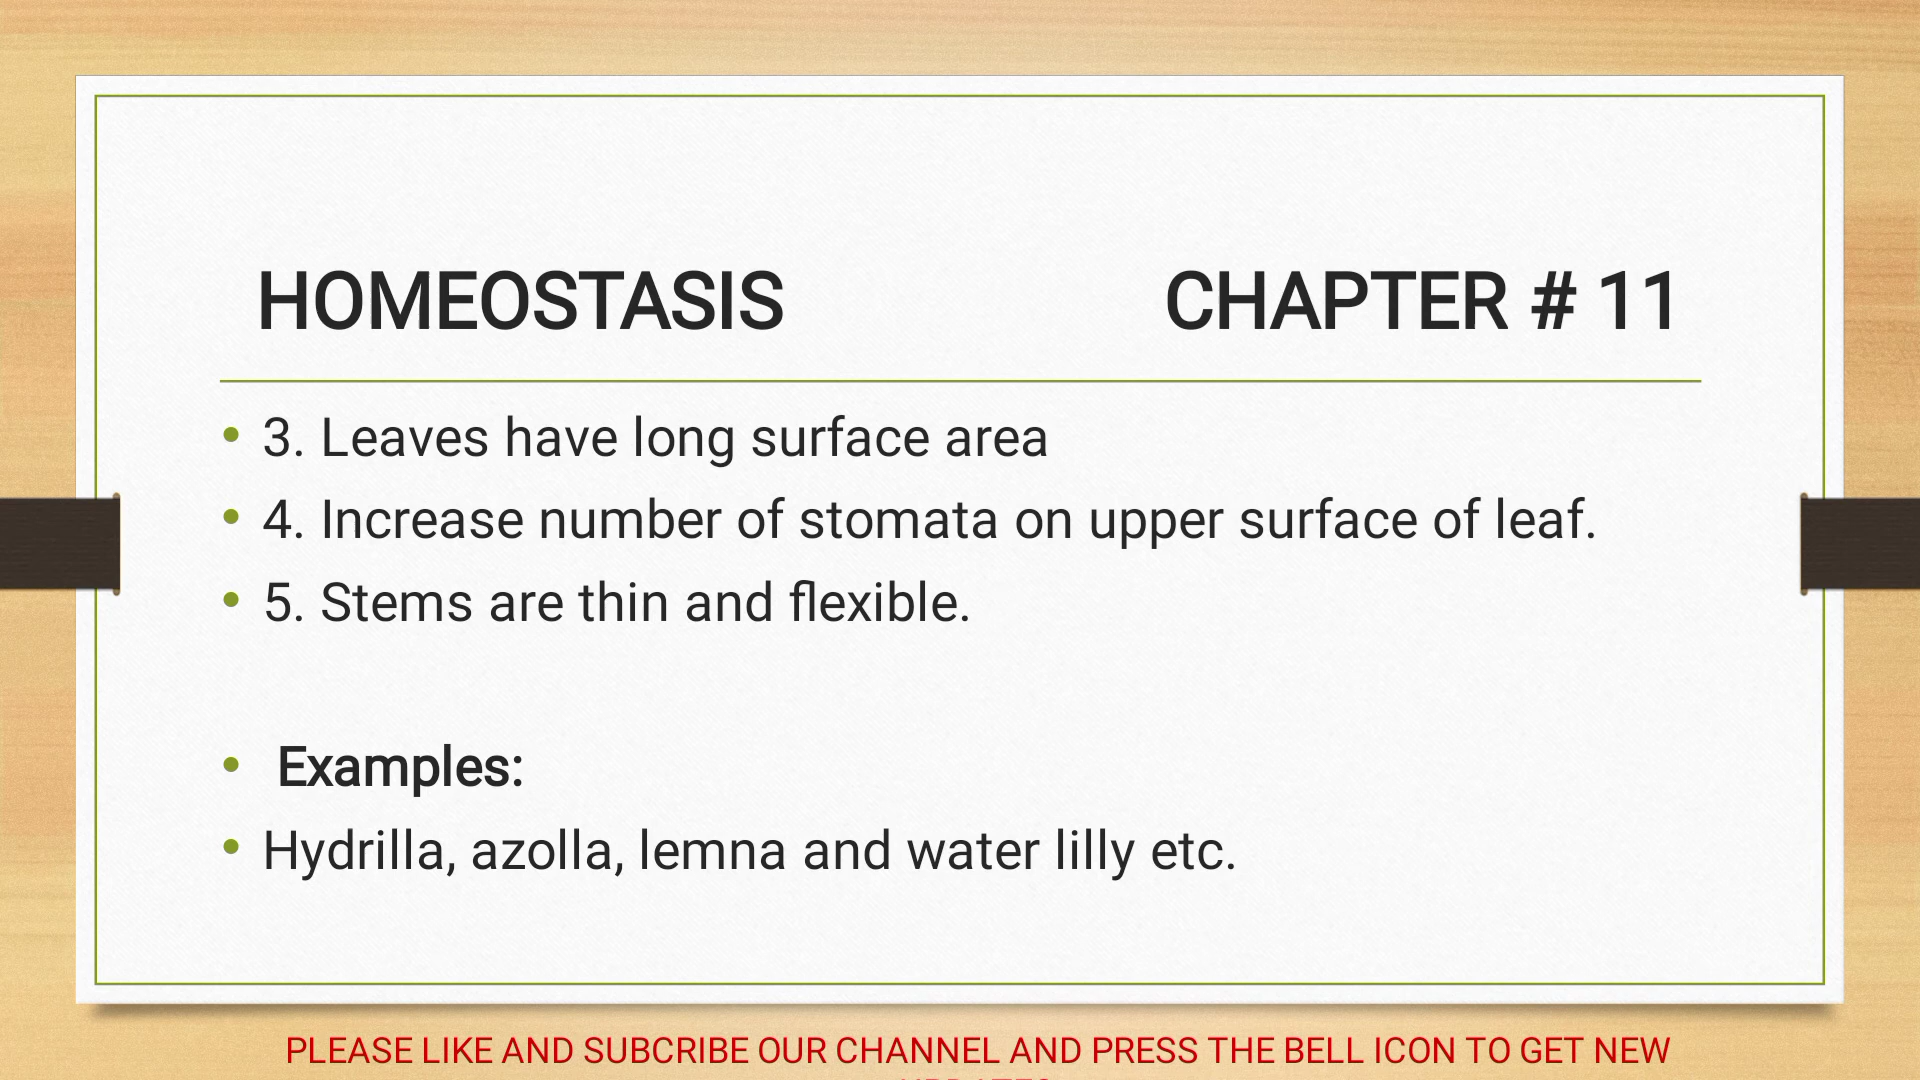 HOMEOSTASIS CHAPTER # 11
• 3. Leaves have long surface area
• 4. Increase number of stomata on upper surface of leaf.
• 5. Stems are thin and flexible.
• Examples:
• Hydrilla, azolla, lemna and water lilly etc.
PLEASE LIKE AND SUBCRIBE OUR CHANNEL AND PRESS THE BELL ICON TO GET NEW